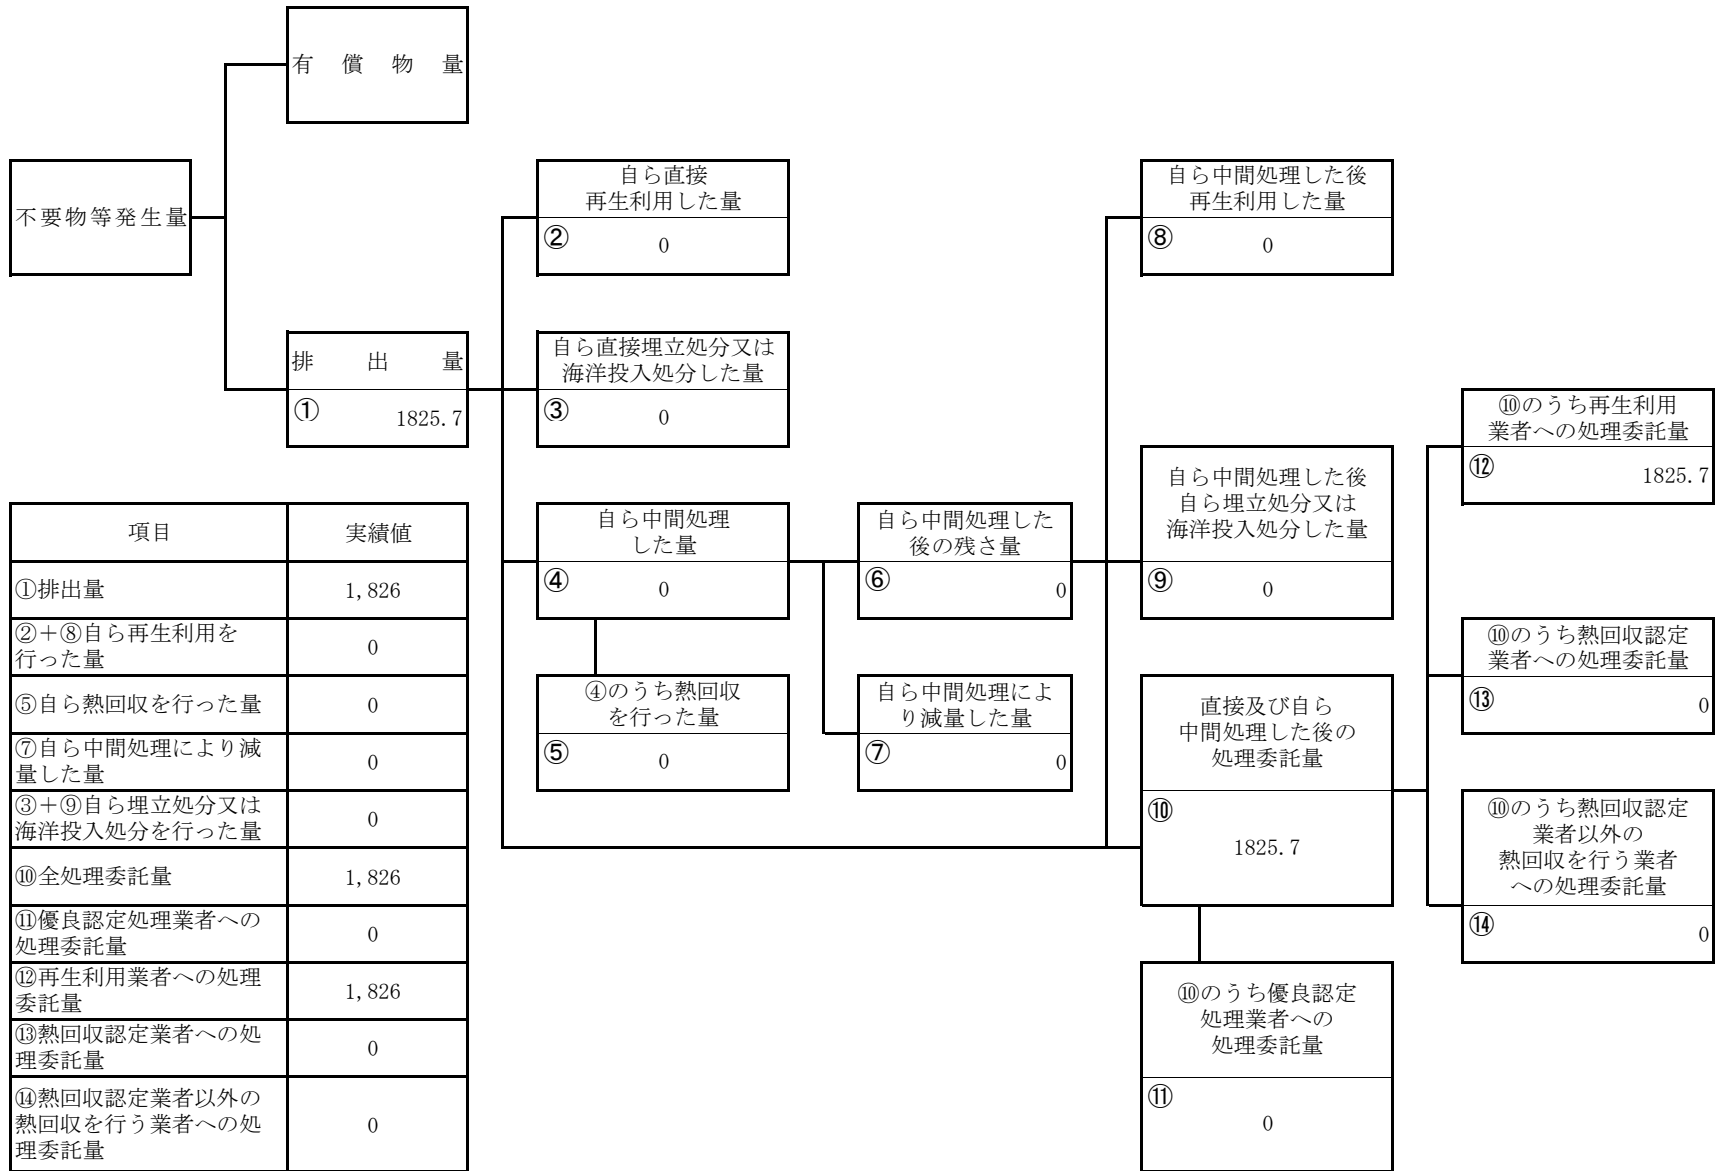 有 償 物 量
不要物等発生量
排 出 量
① 1825.7
自ら直接
再生利用した量
② 0
自ら直接埋立処分又は
海洋投入処分した量
③ 0
自ら中間処理
した量
④ 0
④のうち熱回収
を行った量
⑤ 0
自ら中間処理した
後の残さ量
⑥ 0
自ら中間処理によ
り減量した量
⑦ 0
自ら中間処理した後
再生利用した量
⑧ 0
自ら中間処理した後
自ら埋立処分又は
海洋投入処分した量
⑨ 0
直接及び自ら
中間処理した後の
処理委託量
⑩
1825.7
⑩のうち優良認定
処理業者への
処理委託量
⑪
0
⑩のうち再生利用
業者への処理委託量
⑫ 1825.7
⑩のうち熱回収認定
業者への処理委託量
⑬ 0
⑩のうち熱回収認定
業者以外の
熱回収を行う業者
への処理委託量
⑭ 0
項目 実績値
①排出量 1,826
②＋⑧自ら再生利用を
行った量 0
⑤自ら熱回収を行った量 0
⑦自ら中間処理により減
量した量 0
③＋⑨自ら埋立処分又は
海洋投入処分を行った量 0
⑩全処理委託量 1,826
⑪優良認定処理業者への
処理委託量 0
⑫再生利用業者への処理
委託量 1,826
⑬熱回収認定業者への処
理委託量 0
⑭熱回収認定業者以外の
熱回収を行う業者への処
理委託量 0